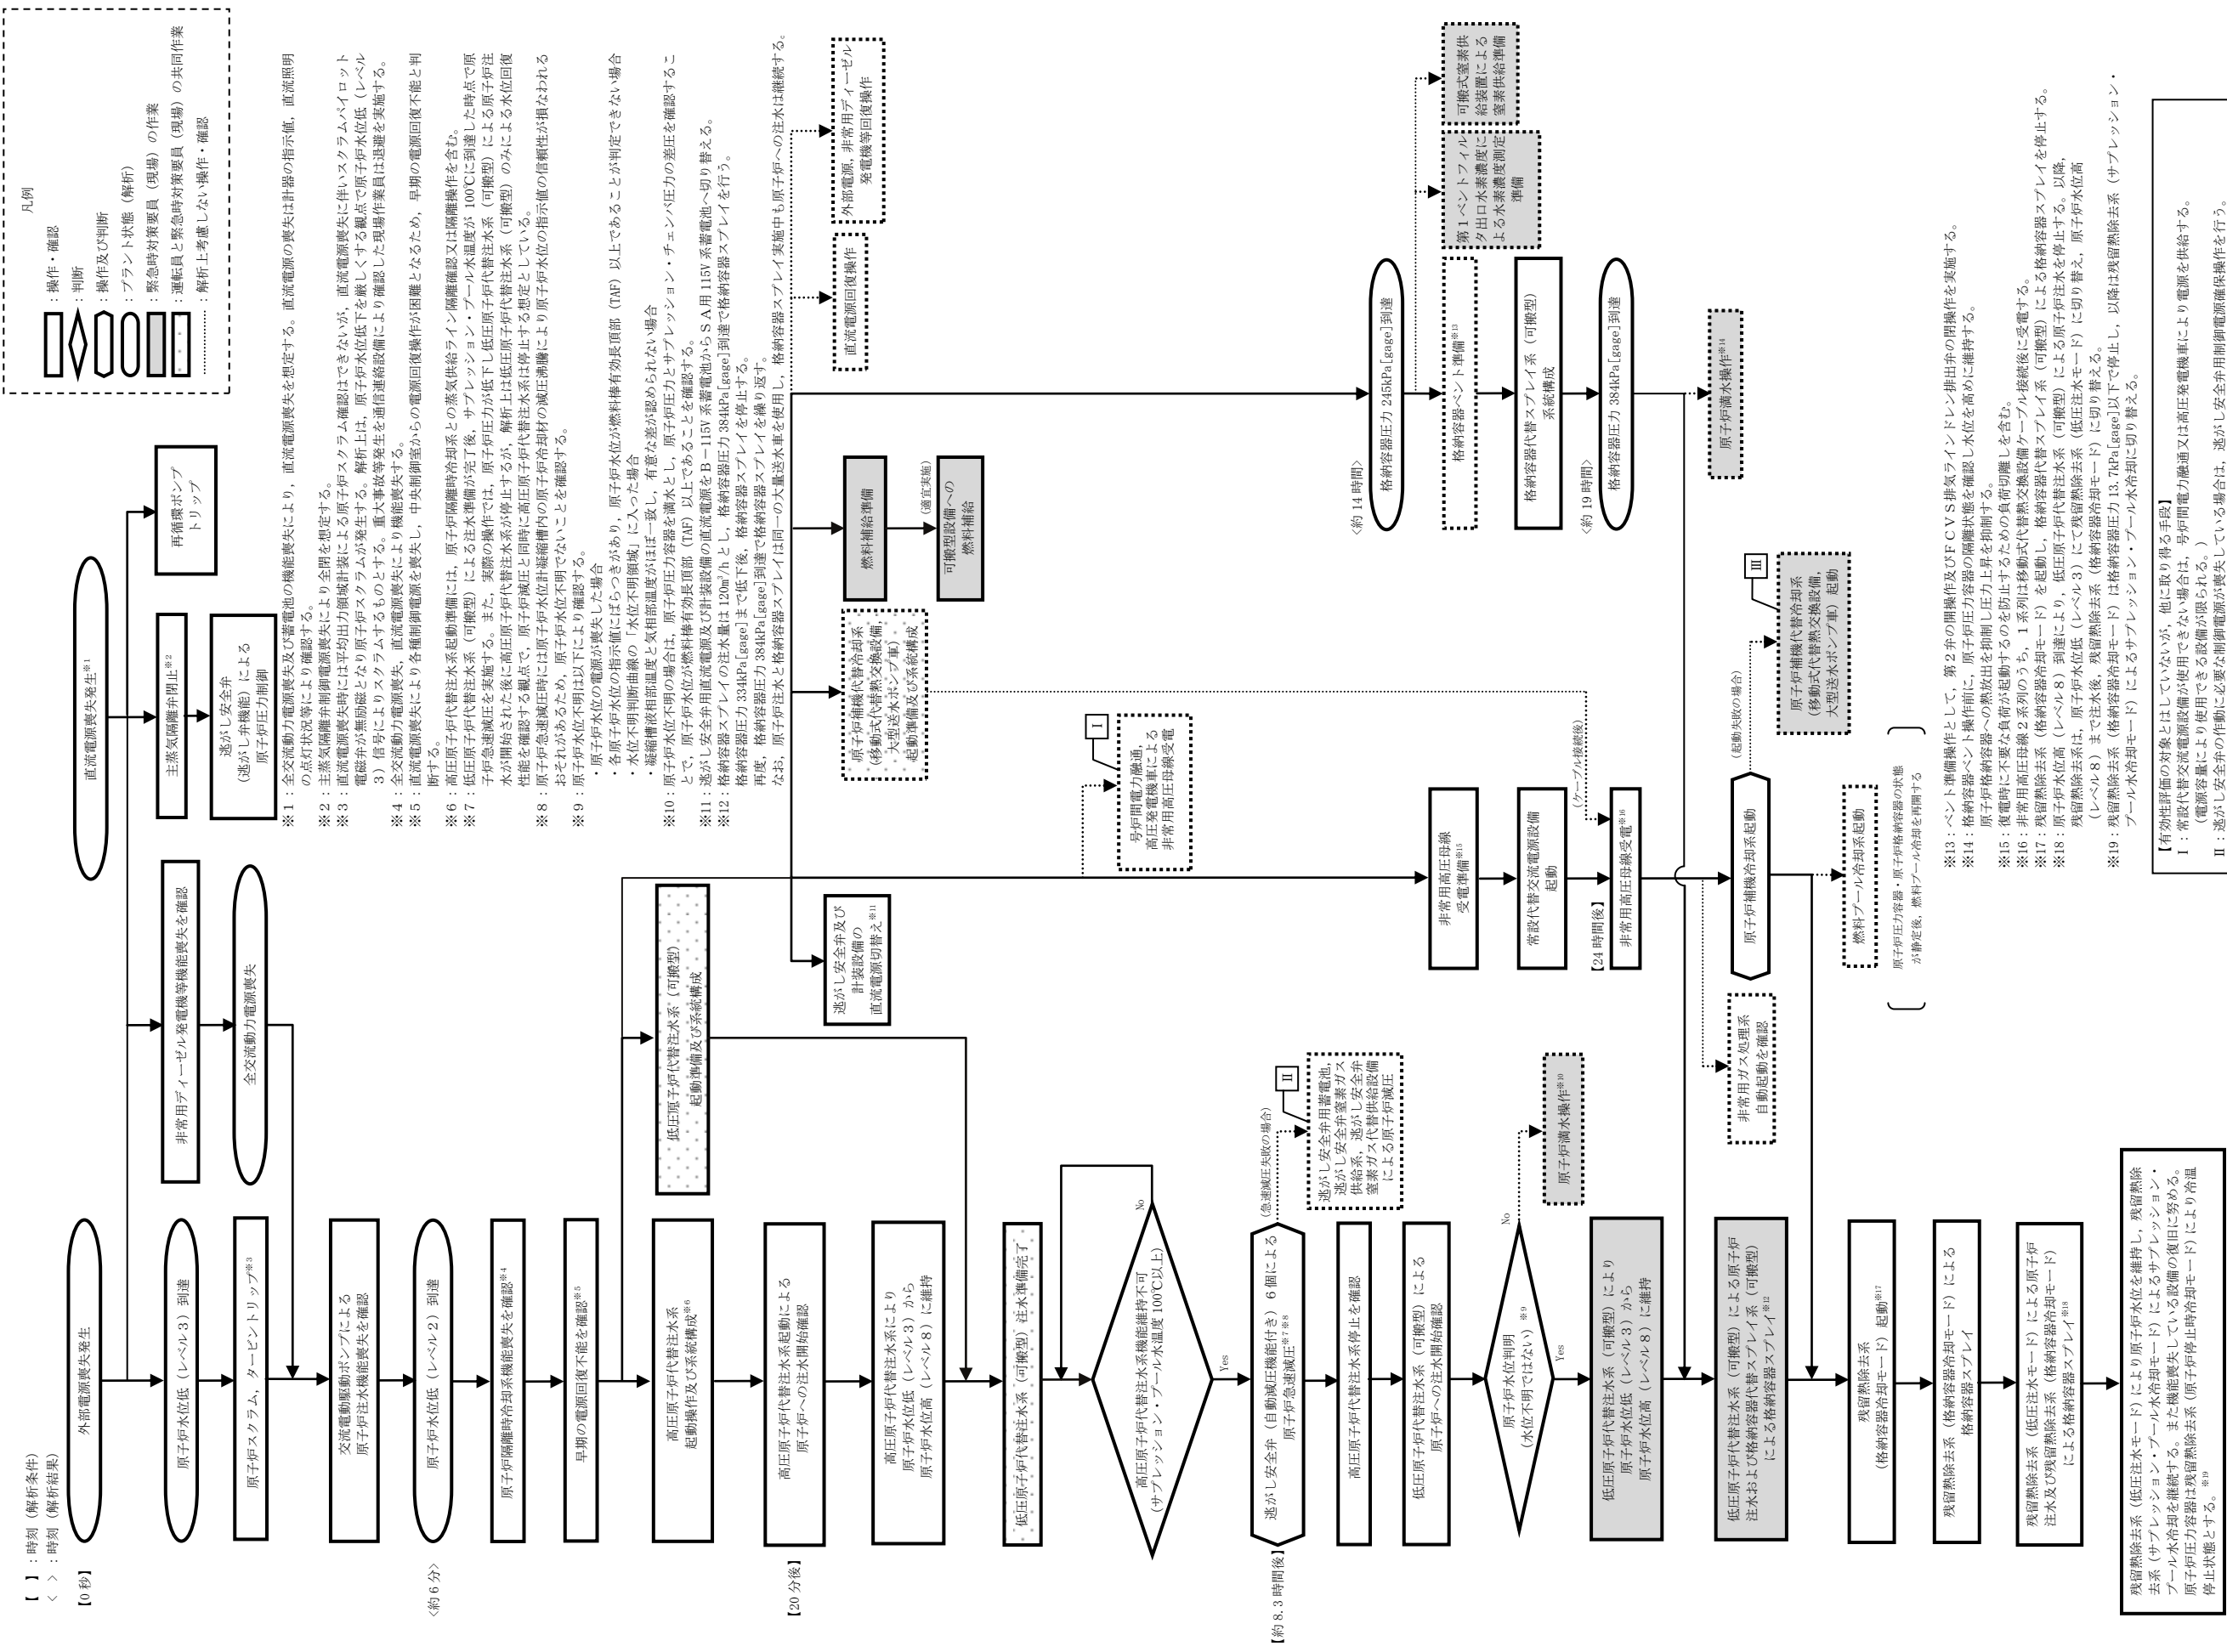 【 】:時刻(解析条件)
< >:時刻(解析結果)
凡例
:操作・確認
:判断
:操作及び判断
:プラント状態(解析)
:緊急時対策要員(現場)の作業
:運転員と緊急時対策要員(現場)の共同作業
:解析上考慮しない操作・確認
【0秒】
外部電源喪失発生
直流電源喪失発生※1
原子炉水位低(レベル3)到達
非常用ディーゼル発電機等機能喪失を確認
主蒸気隔離弁閉止※2
再循環ポンプ
トリップ
原子炉スクラム,タービントリップ※3
全交流動力電源喪失
逃がし安全弁
(逃がし弁機能)による
原子炉圧力制御
交流電動駆動ポンプによる
原子炉注水機能喪失を確認
<約6分>
原子炉水位低(レベル2)到達
原子炉隔離時冷却系機能喪失を確認※4
早期の電源回復不能を確認※5
高圧原子炉代替注水系
起動操作及び系統構成※6
低圧原子炉代替注水系(可搬型)
起動準備及び系統構成
【20分後】
高圧原子炉代替注水系起動による
原子炉への注水開始確認
高圧原子炉代替注水系により
原子炉水位低(レベル3)から
原子炉水位高(レベル8)に維持
低圧原子炉代替注水系(可搬型)注水準備完了
高圧原子炉代替注水系機能維持不可
(サプレッション・プール水温度100℃以上)
No
Yes
【約8.3時間後】
逃がし安全弁(自動減圧機能付き)6個による
原子炉急速減圧※7※8
(急速減圧失敗の場合)
Ⅱ
逃がし安全弁用蓄電池,
逃がし安全弁窒素ガス
供給系,逃がし安全弁
窒素ガス代替供給設備
による原子炉減圧
高圧原子炉代替注水系停止を確認
低圧原子炉代替注水系(可搬型)による
原子炉への注水開始確認
原子炉水位判明
(水位不明ではない)※9
No
Yes
原子炉満水操作※10
低圧原子炉代替注水系(可搬型)により
原子炉水位低(レベル3)から
原子炉水位高(レベル8)に維持
低圧原子炉代替注水系(可搬型)による原子炉
注水および格納容器代替スプレイ系(可搬型)
による格納容器スプレイ※12
残留熱除去系
(格納容器冷却モード)起動※17
残留熱除去系(格納容器冷却モード)による
格納容器スプレイ
残留熱除去系(低圧注水モード)による原子炉
注水及び残留熱除去系(格納容器冷却モード)
による格納容器スプレイ※18
残留熱除去系(低圧注水モード)により原子炉水位を維持し,残留熱除
去系(サプレッション・プール水冷却モード)によるサプレッション・
プール水冷却を継続する。また機能喪失している設備の復旧に努める。
原子炉圧力容器は残留熱除去系(原子炉停止時冷却モード)により冷温
停止状態とする。※19
逃がし安全弁及び
計装設備の
直流電源切替え※11
原子炉補機代替冷却系
(移動式代替熱交換設備,
大型送水ポンプ車)
起動準備及び系統構成
燃料補給準備
(適宜実施)
可搬型設備への
燃料補給
直流電源回復操作
外部電源,非常用ディーゼル
発電機等回復操作
Ⅰ
号炉間電力融通,
高圧発電機車による
非常用高圧母線受電
非常用高圧母線
受電準備※15
常設代替交流電源設備
起動
(ケーブル接続後)
【24時間後】
非常用高圧母線受電※16
非常用ガス処理系
自動起動を確認
原子炉補機冷却系起動
(起動失敗の場合)
Ⅲ
原子炉補機代替冷却系
(移動式代替熱交換設備,
大型送水ポンプ車)起動
燃料プール冷却系起動
原子炉圧力容器・原子炉格納容器の状態
が静定後,燃料プール冷却を再開する
<約14時間>
格納容器圧力 245kPa[gage]到達
格納容器ベント準備※13
第1ベントフィル
タ出口水素濃度に
よる水素濃度測定
準備
可搬式窒素供
給装置による
窒素供給準備
格納容器代替スプレイ系(可搬型)
系統構成
<約19時間>
格納容器圧力 384kPa[gage]到達
原子炉満水操作※14
※1:全交流動力電源喪失及び蓄電池の機能喪失により,直流電源喪失を想定する。直流電源の喪失は計器の指示値,直流照明
の点灯状況等により確認する。
※2:主蒸気隔離弁制御電源喪失により全閉を想定する。
※3:直流電源喪失時には平均出力領域計装による原子炉スクラム確認はできないが,直流電源喪失に伴いスクラムパイロット
電磁弁が無励磁となり原子炉スクラムが発生する。解析上は,原子炉水位低下を厳しくする観点で原子炉水位低(レベル
3)信号によりスクラムするものとする。重大事故等発生を通信連絡設備により確認した現場作業員は退避を実施する。
※4:全交流動力電源喪失,直流電源喪失により機能喪失する。
※5:直流電源喪失により各種制御電源を喪失し,中央制御室からの電源回復操作が困難となるため,早期の電源回復不能と判
断する。
※6:高圧原子炉代替注水系起動準備には,原子炉隔離時冷却系との蒸気供給ライン隔離確認又は隔離操作を含む。
※7:低圧原子炉代替注水系(可搬型)による注水準備が完了後,サプレッション・プール水温度が100℃に到達した時点で原
子炉急速減圧を実施する。また,実際の操作では,原子炉圧力が低下し低圧原子炉代替注水系(可搬型)による原子炉注
水が開始された後に高圧原子炉代替注水系が停止するが,解析上は低圧原子炉代替注水系(可搬型)のみによる水位回復
性能を確認する観点で,原子炉減圧と同時に高圧原子炉代替注水系は停止する想定としている。
※8:原子炉急速減圧時には原子炉水位計凝縮槽内の原子炉冷却材の減圧沸騰により原子炉水位の指示値の信頼性が損なわれる
おそれがあるため,原子炉水位不明でないことを確認する。
※9:原子炉水位不明は以下により確認する。
・原子炉水位の電源が喪失した場合
・各原子炉水位の指示値にばらつきがあり,原子炉水位が燃料棒有効長頂部(TAF)以上であることが判定できない場合
・水位不明判断曲線の「水位不明領域」に入った場合
・凝縮槽液相部温度と気相部温度がほぼ一致し,有意な差が認められない場合
※10:原子炉水位不明の場合は,原子炉圧力容器を満水とし,原子炉圧力とサプレッション・チェンバ圧力の差圧を確認するこ
とで,原子炉水位が燃料棒有効長頂部(TAF)以上であることを確認する。
※11:逃がし安全弁用直流電源及び計装設備の直流電源をB-115V系蓄電池からSA用115V系蓄電池へ切り替える。
※12:格納容器スプレイの注水量は120m³/hとし,格納容器圧力384kPa[gage]到達で格納容器スプレイを行う。
格納容器圧力334kPa[gage]まで低下後,格納容器スプレイを停止する。
再度,格納容器圧力384kPa[gage]到達で格納容器スプレイを繰り返す。
なお,原子炉注水と格納容器スプレイは同一の大量送水車を使用し,格納容器スプレイ実施中も原子炉への注水は継続する。
※13:ベント準備操作として,第2弁の開操作及びFCVS排気ラインドレン排出弁の閉操作を実施する。
※14:格納容器ベント操作前に,原子炉圧力容器の隔離状態を確認し水位を高めに維持する。
原子炉格納容器への熱放出を抑制し圧力上昇を抑制する。
※15:復電時に不要な負荷が起動するのを防止するための負荷切離しを含む。
※16:非常用高圧母線2系列のうち,1系列は移動式代替熱交換設備ケーブル接続後に受電する。
※17:残留熱除去系(格納容器冷却モード)を起動し,格納容器代替スプレイ系(可搬型)による格納容器スプレイを停止する。
※18:原子炉水位高(レベル8)到達により,低圧原子炉代替注水系(可搬型)による原子炉注水を停止する。以降,
残留熱除去系は,原子炉水位低(レベル3)にて残留熱除去系(低圧注水モード)に切り替え,原子炉水位高
(レベル8)まで注水後,残留熱除去系(格納容器冷却モード)に切り替える。
※19:残留熱除去系(格納容器冷却モード)は格納容器圧力13.7kPa[gage]以下で停止し,以降は残留熱除去系(サプレッション・
プール水冷却モード)によるサプレッション・プール水冷却に切り替える。
【有効性評価の対象とはしていないが,他に取り得る手段】
Ⅰ:常設代替交流電源設備が使用できない場合は,号炉間電力融通又は高圧発電機車により電源を供給する。
(電源容量により使用できる設備が限られる。)
Ⅱ:逃がし安全弁の作動に必要な制御電源が喪失している場合は,逃がし安全弁用制御電源確保操作を行う。